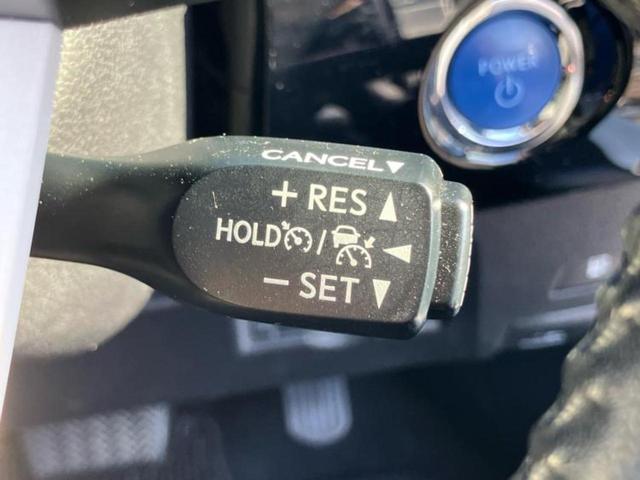 POWER
CANCEL▼
+ RES ▲
HOLD / ◀
− SET ▼